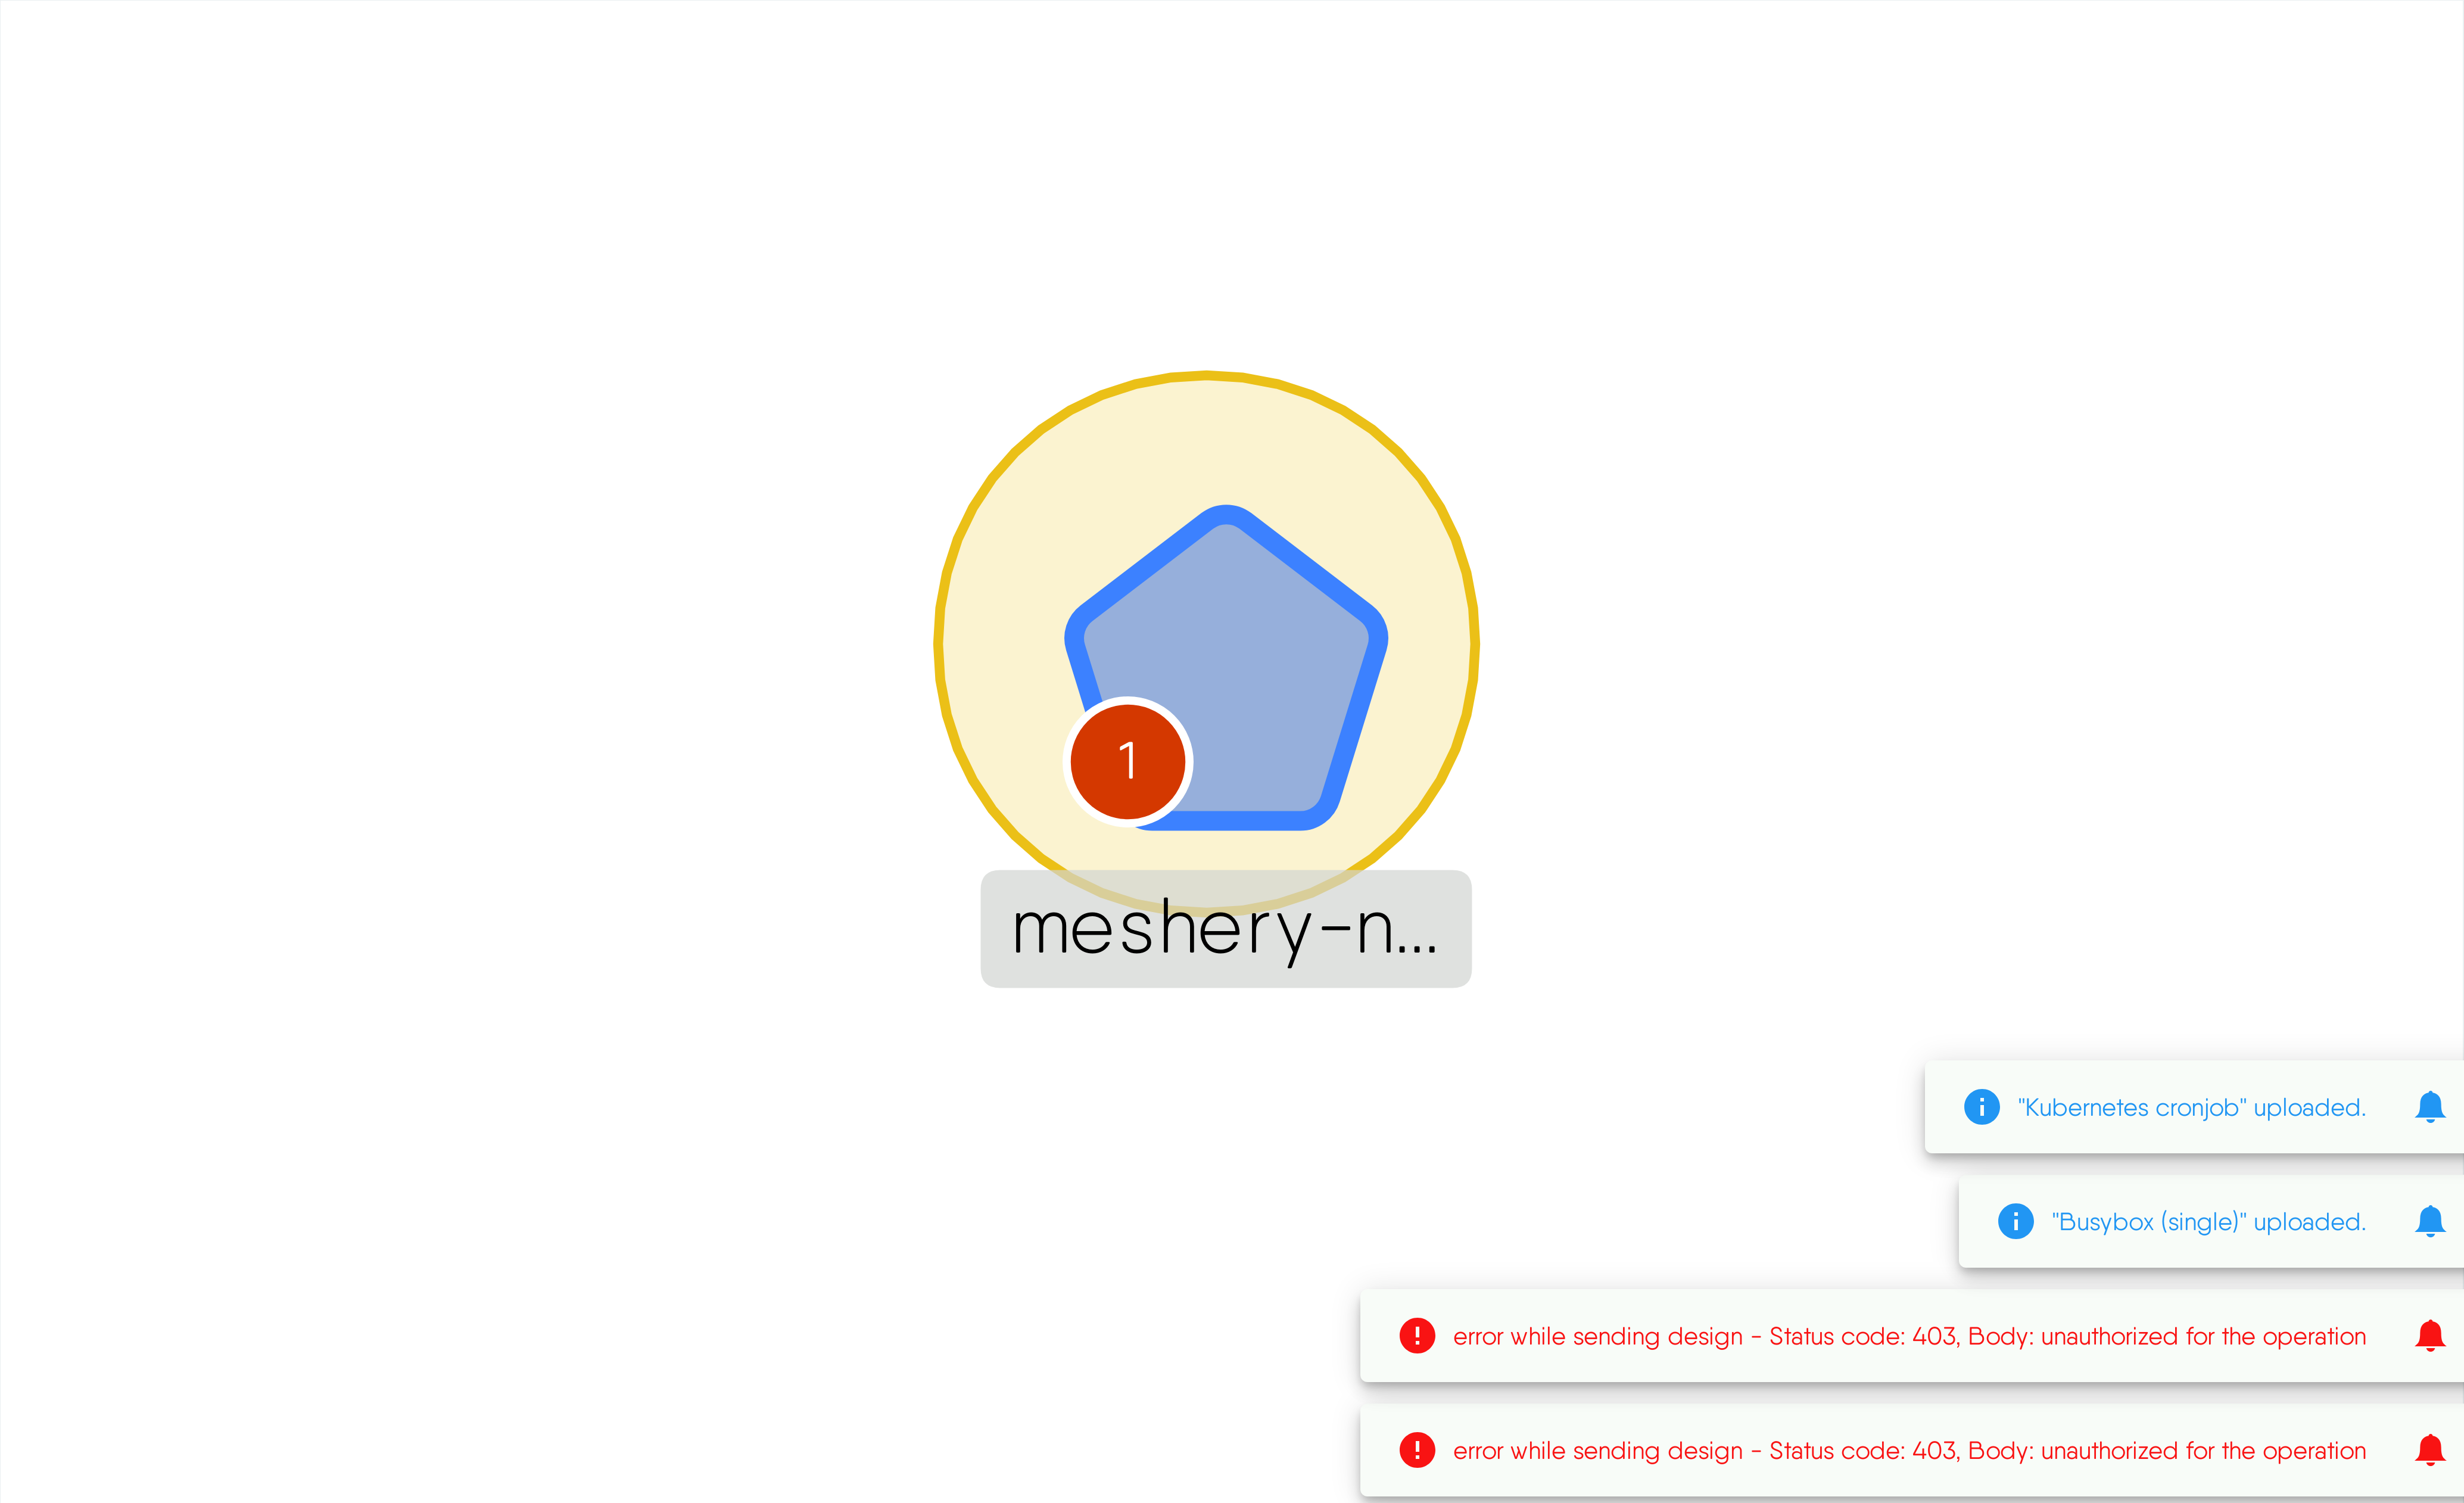 1
meshery-n...
"Kubernetes cronjob" uploaded.
"Busybox (single)" uploaded.
error while sending design - Status code: 403, Body: unauthorized for the operation
error while sending design - Status code: 403, Body: unauthorized for the operation